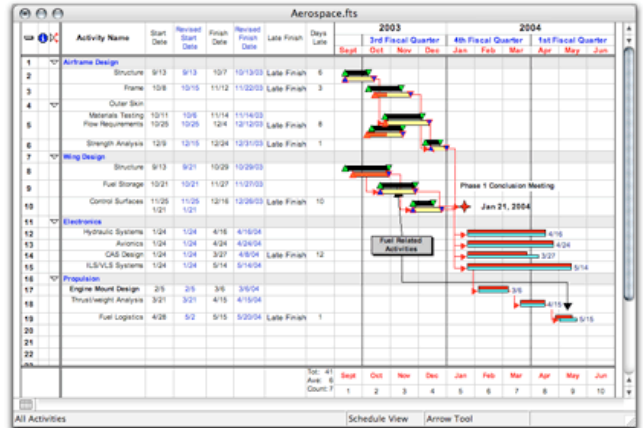 Aerospace.fts
Activity Name Start Date Revised Start Date Finish Date Revised Finish Date Late Finish Days Late
2003 2004
3rd Fiscal Quarter 4th Fiscal Quarter 1st Fiscal Quarter
Sept Oct Nov Dec Jan Feb Mar Apr May Jun
1 Airframe Design
2 Structure 9/13 9/13 10/7 10/13/03 Late Finish 6
3 Frame 10/8 10/15 11/12 11/22/03 Late Finish 3
4 Outer Skin
Materials Testing 10/11 10/6 11/14 11/14/03
5 Flow Requirements 10/25 10/25 12/4 12/12/03 Late Finish 8
6 Strength Analysis 12/9 12/15 12/24 12/31/03 Late Finish 1
7 Wing Design
8 Structure 9/13 9/21 10/29 10/29/03
9 Fuel Storage 10/21 10/21 11/27 11/27/03
Phase 1 Conclusion Meeting
10 Control Surfaces 11/25 11/25 12/16 12/28/03 Late Finish 10
1/21 1/21
Jan 21, 2004
11 Electronics
12 Hydraulic Systems 1/24 1/24 4/16 4/16/04 4/16
13 Avionics 1/24 1/24 4/24 4/24/04 4/24
14 CAS Design 1/24 1/24 3/27 4/8/04 Late Finish 12 3/27
15 ILS/VLS Systems 1/24 1/24 5/14 5/14/04 5/14
Fuel Related
Activities
16 Propulsion
17 Engine Mount Design 2/5 2/5 3/6 3/6/04 3/6
18 Thrust/weight Analysis 3/21 3/21 4/15 4/15/04 4/15
19 Fuel Logistics 4/28 5/2 5/15 5/20/04 Late Finish 1 5/15
20
21
22
Tot: 41
Ave: 6
Count: 7
Sept Oct Nov Dec Jan Feb Mar Apr May Jun
1 2 3 4 5 6 7 8 9 10
All Activities Schedule View Arrow Tool